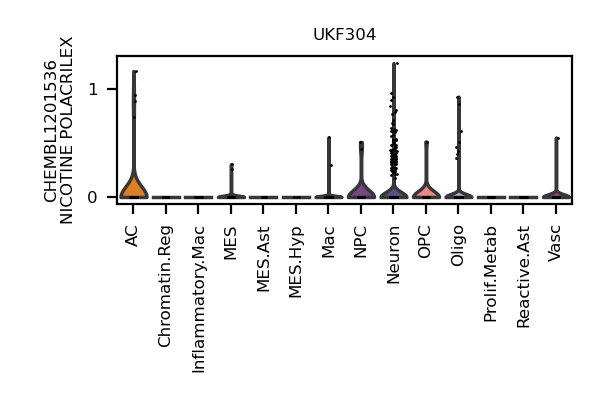 UKF304
CHEMBL1201536
NICOTINE POLACRILEX
1
0
AC
Chromatin.Reg
Inflammatory.Mac
MES
MES.Ast
MES.Hyp
Mac
NPC
Neuron
OPC
Oligo
Prolif.Metab
Reactive.Ast
Vasc